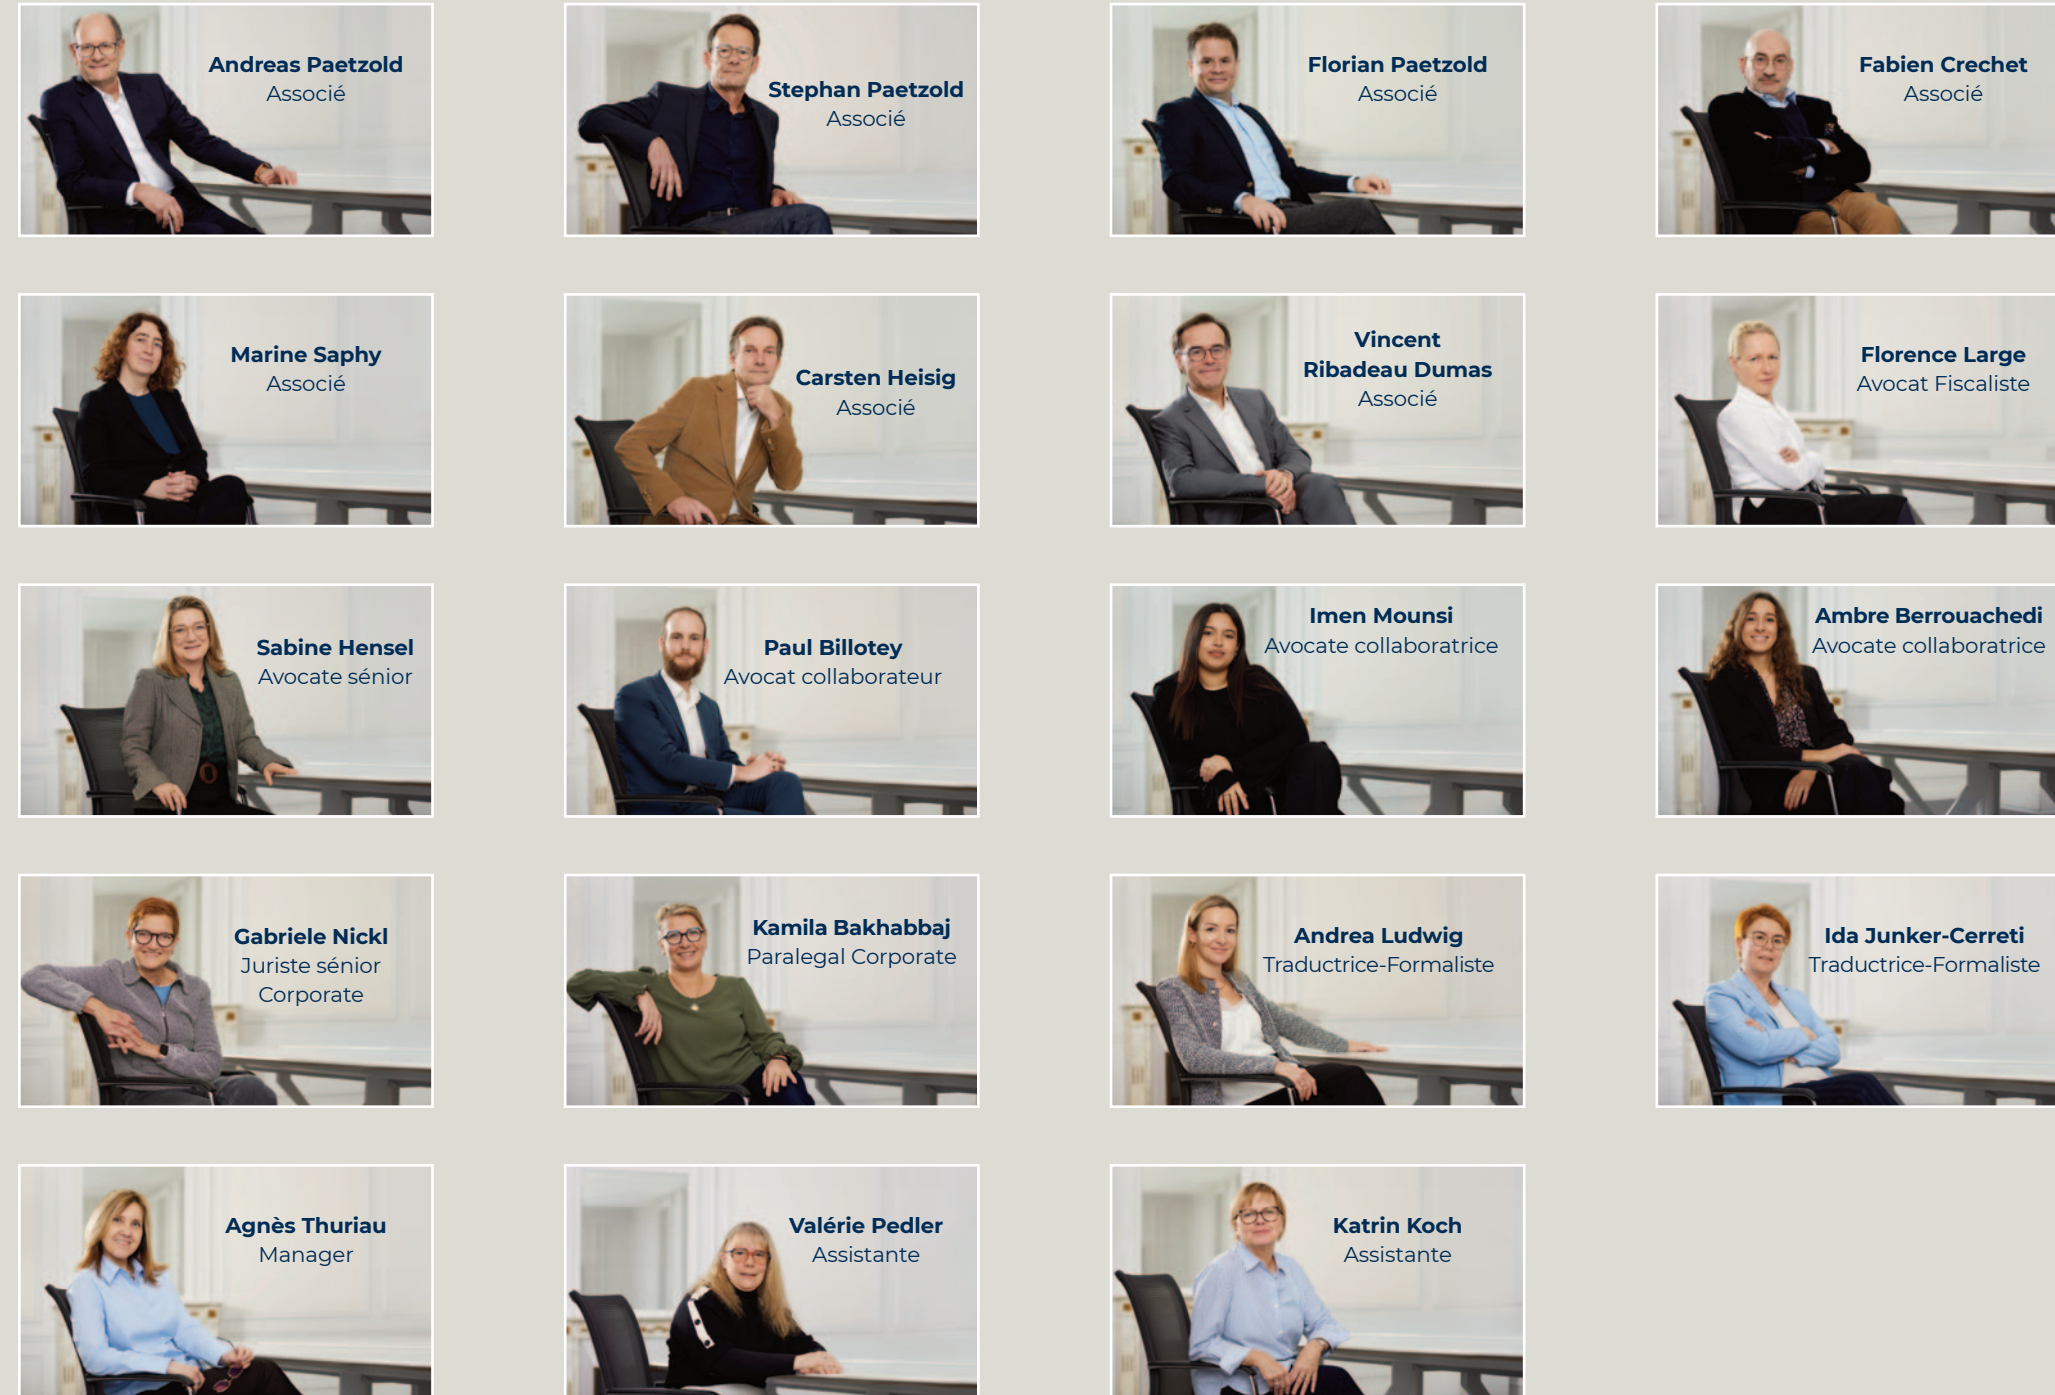 Andreas Paetzold
Associé
Stephan Paetzold
Associé
Florian Paetzold
Associé
Fabien Crechet
Associé
Marine Saphy
Associé
Carsten Heisig
Associé
Vincent
Ribadeau Dumas
Associé
Florence Large
Avocat Fiscaliste
Sabine Hensel
Avocate sénior
Paul Billotey
Avocat collaborateur
Imen Mounsi
Avocate collaboratrice
Ambre Berrouachedi
Avocate collaboratrice
Gabriele Nickl
Juriste sénior
Corporate
Kamila Bakhabbaj
Paralegal Corporate
Andrea Ludwig
Traductrice-Formaliste
Ida Junker-Cerreti
Traductrice-Formaliste
Agnès Thuriau
Manager
Valérie Pedler
Assistante
Katrin Koch
Assistante